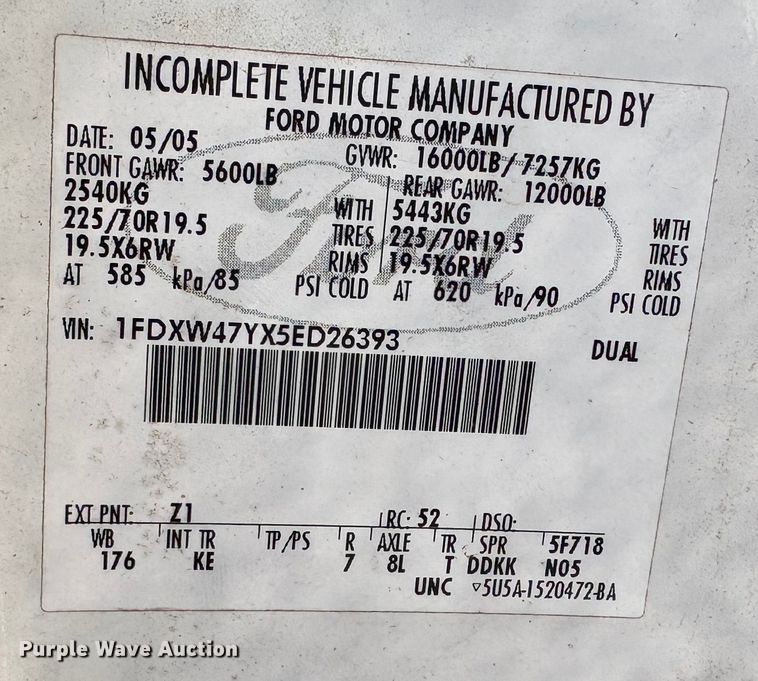 INCOMPLETE VEHICLE MANUFACTURED BY
FORD MOTOR COMPANY
DATE: 05/05 GVWR: 16000LB/7257KG
FRONT GAWR: 5600LB REAR GAWR: 12000LB
2540KG WITH 5443KG WITH
225/70R19.5 TIRES 225/70R19.5 TIRES
19.5X6RW RIMS 19.5X6RW RIMS
AT 585 kPa/85 PSI COLD AT 620 kPa/90 PSI COLD
Ford
VIN: 1FDXW47YX5ED26393 DUAL
EXT PNT: Z1 RC: 52 DSO:
WB INT TR TP/PS R AXLE TR SPR 5F718
176 KE 7 8L T DDKK N05
UNC ▽5U5A-1520472-BA
Purple Wave Auction